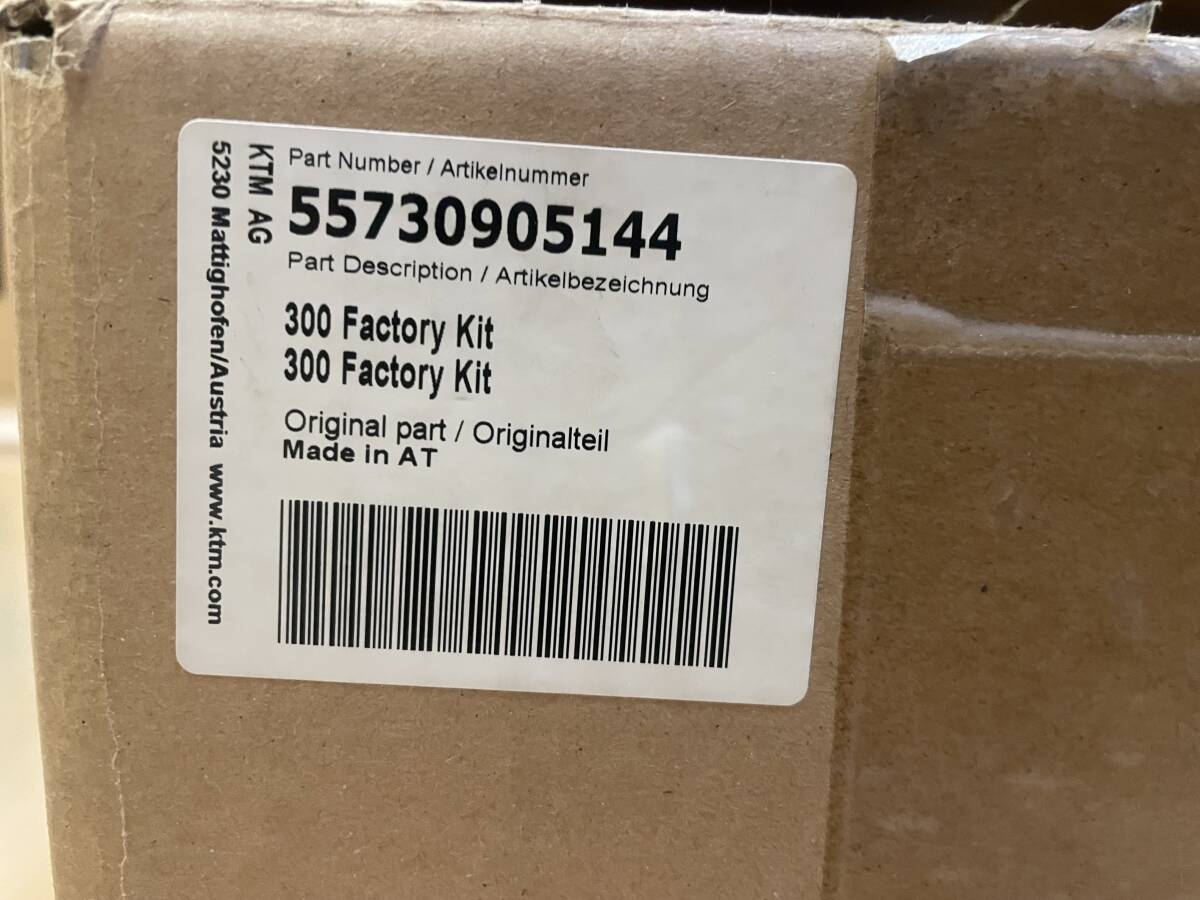 KTM AG
5230 Mattighofen/Austria www.ktm.com
Part Number / Artikelnummer
55730905144
Part Description / Artikelbezeichnung
300 Factory Kit
300 Factory Kit
Original part / Originalteil
Made in AT